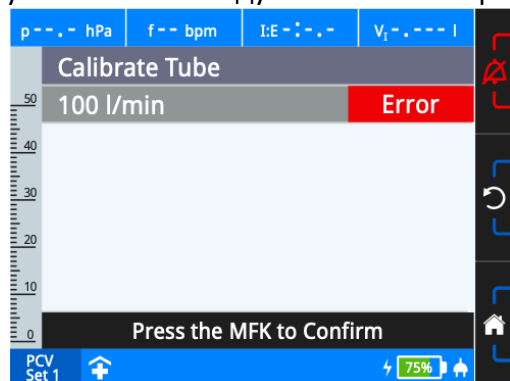 p --.- hPa f -- bpm I:E -:-.- VI -.--- l
Calibrate Tube
100 l/min Error
50
40
30
20
10
0
Press the MFK to Confirm
PCV
Set 1 75%